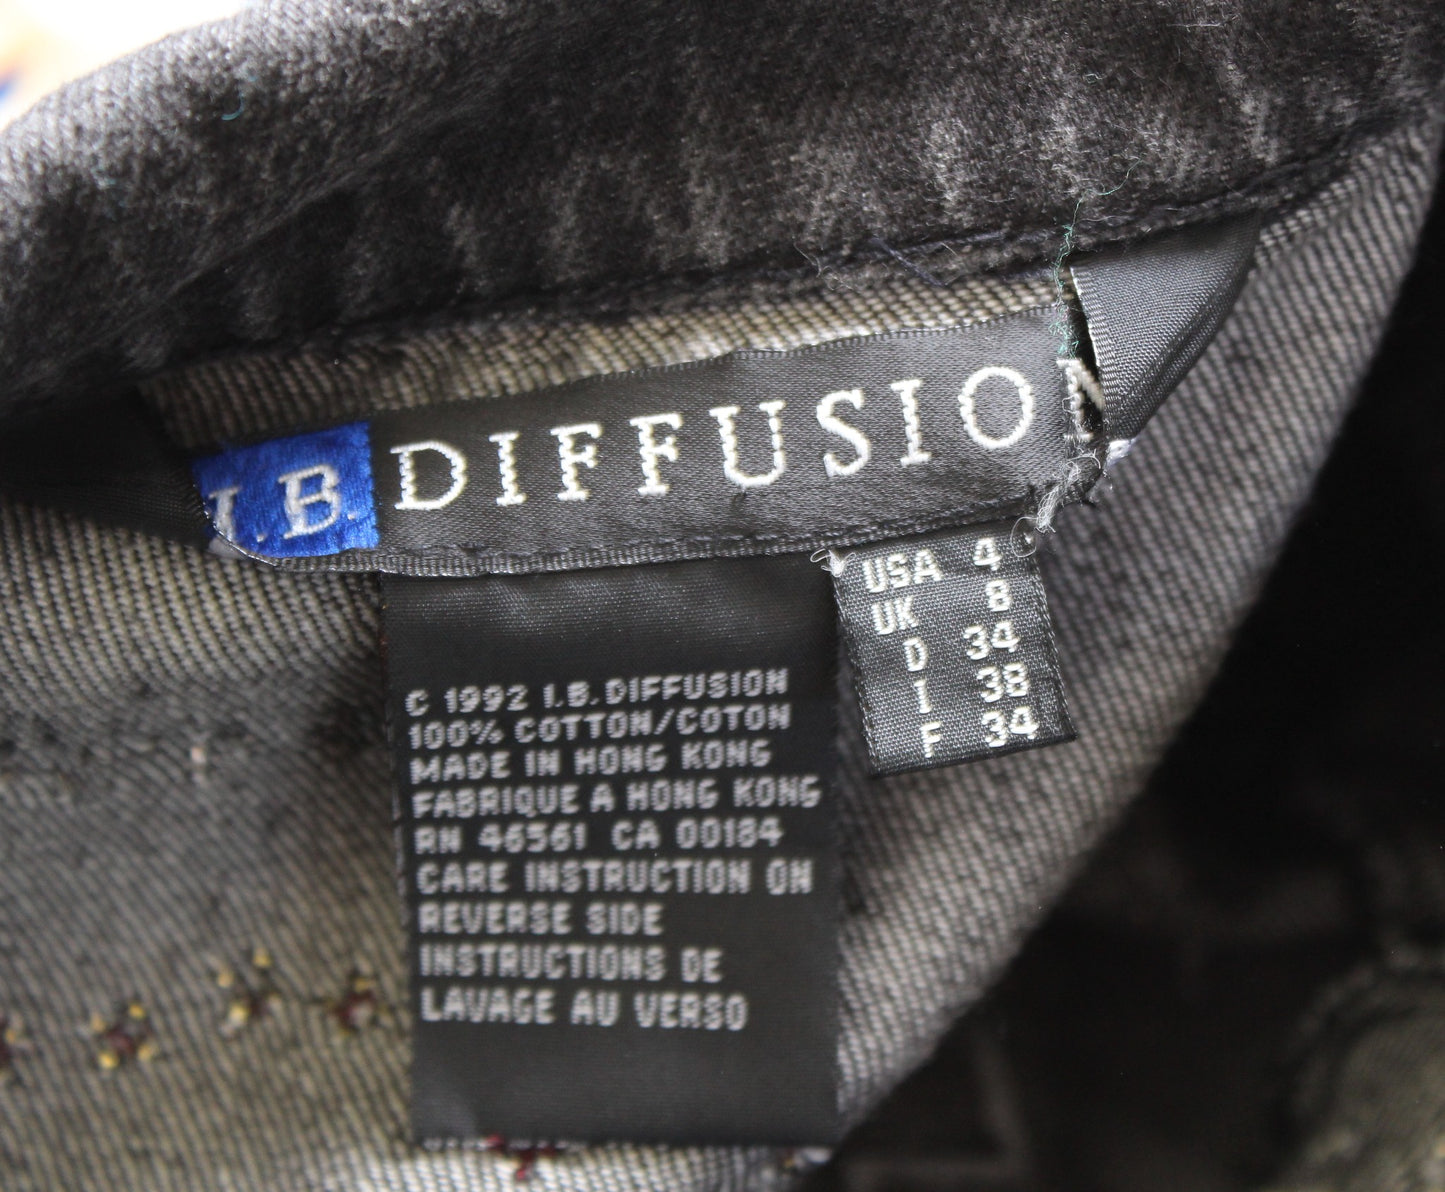 I.B. DIFFUSION
USA 4
UK 8
D 34
I 38
F 34
C 1992 I.B. DIFFUSION
100% COTTON/COTON
MADE IN HONG KONG
FABRIQUE A HONG KONG
RN 46561 CA 00184
CARE INSTRUCTION ON
REVERSE SIDE
INSTRUCTIONS DE
LAVAGE AU VERSO